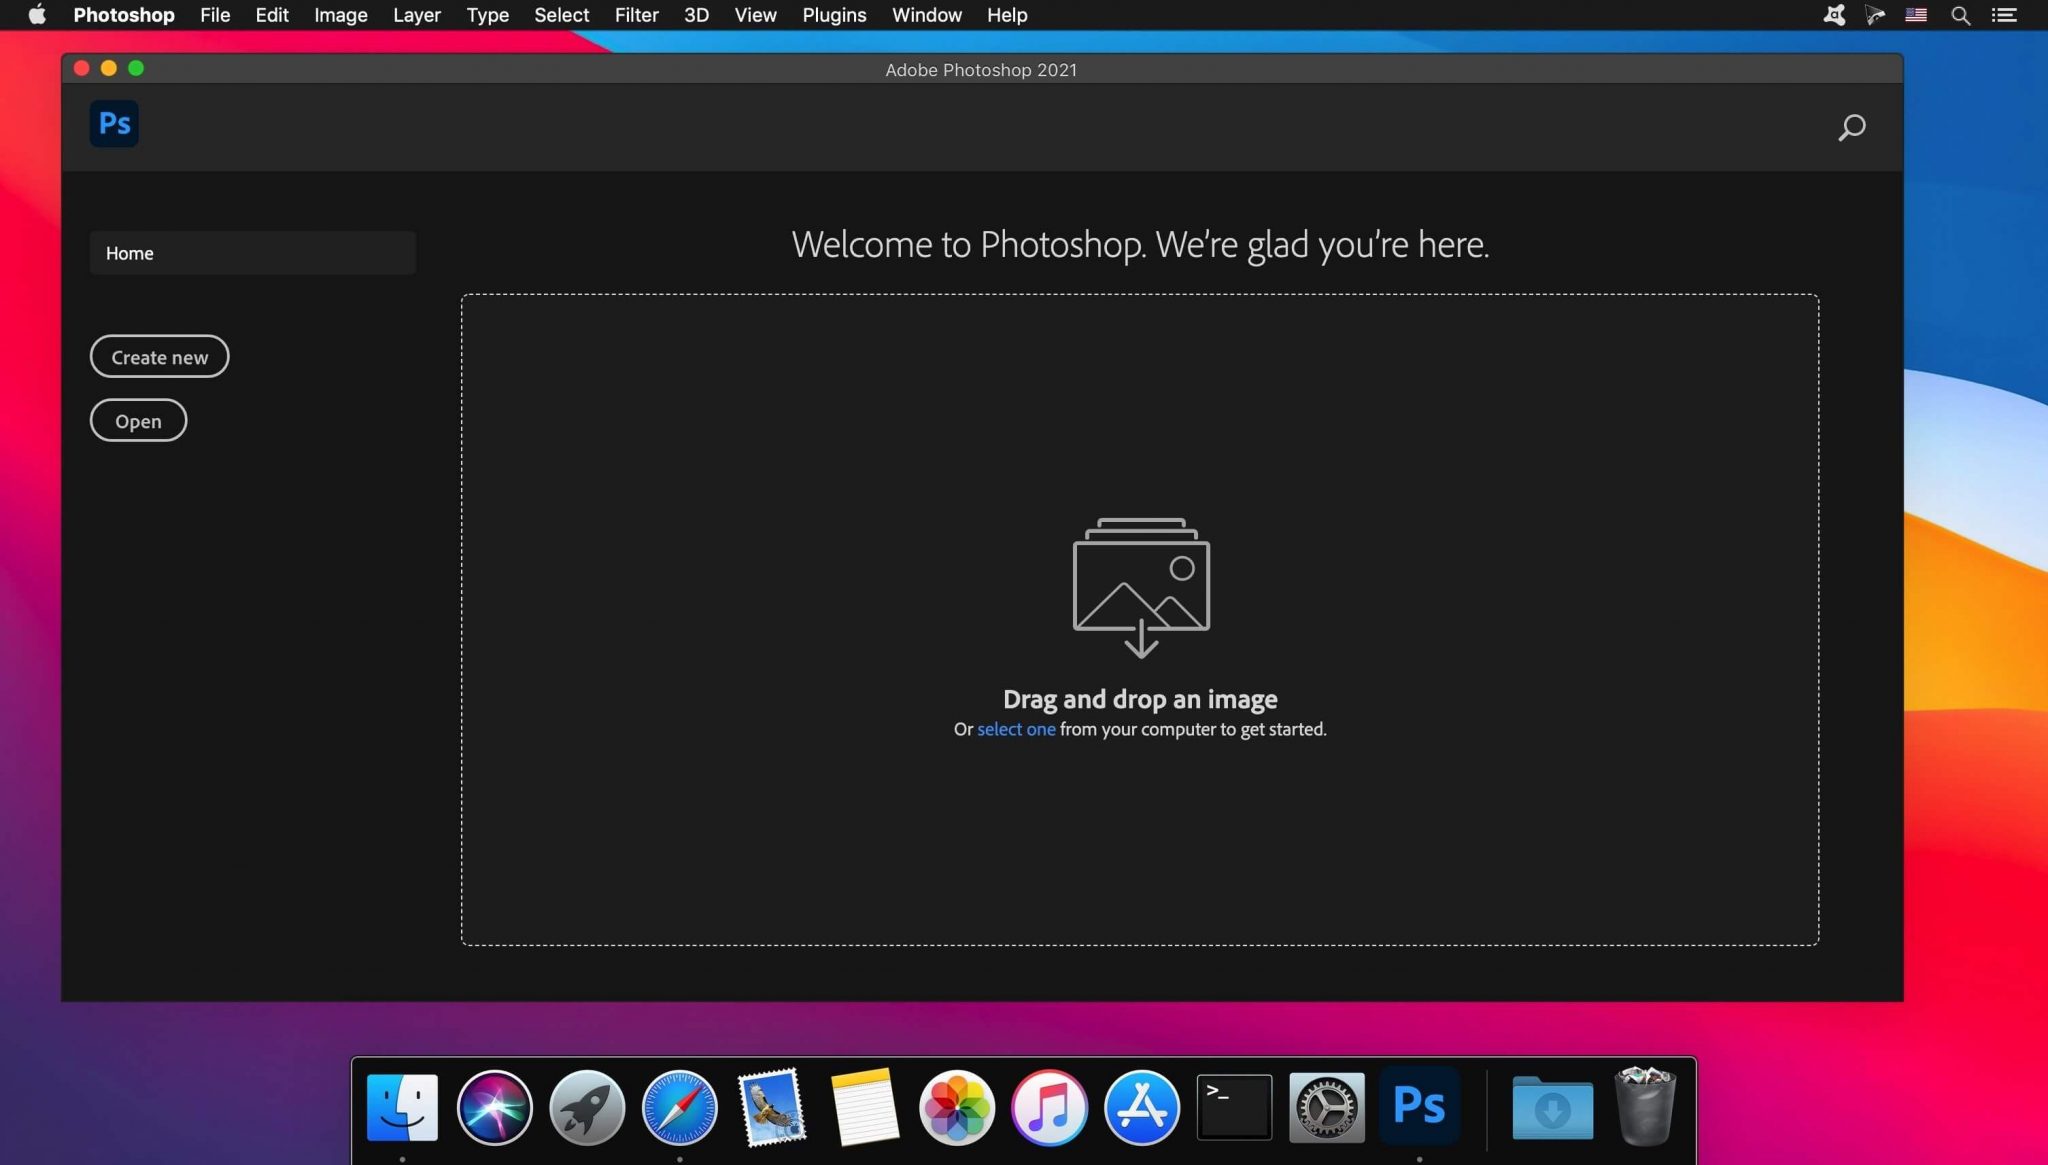 Photoshop File Edit Image Layer Type Select Filter 3D View Plugins Window Help
Adobe Photoshop 2021
Ps
Home
Welcome to Photoshop. We're glad you're here.
Create new
Open
Drag and drop an image
Or select one from your computer to get started.
>_
Ps